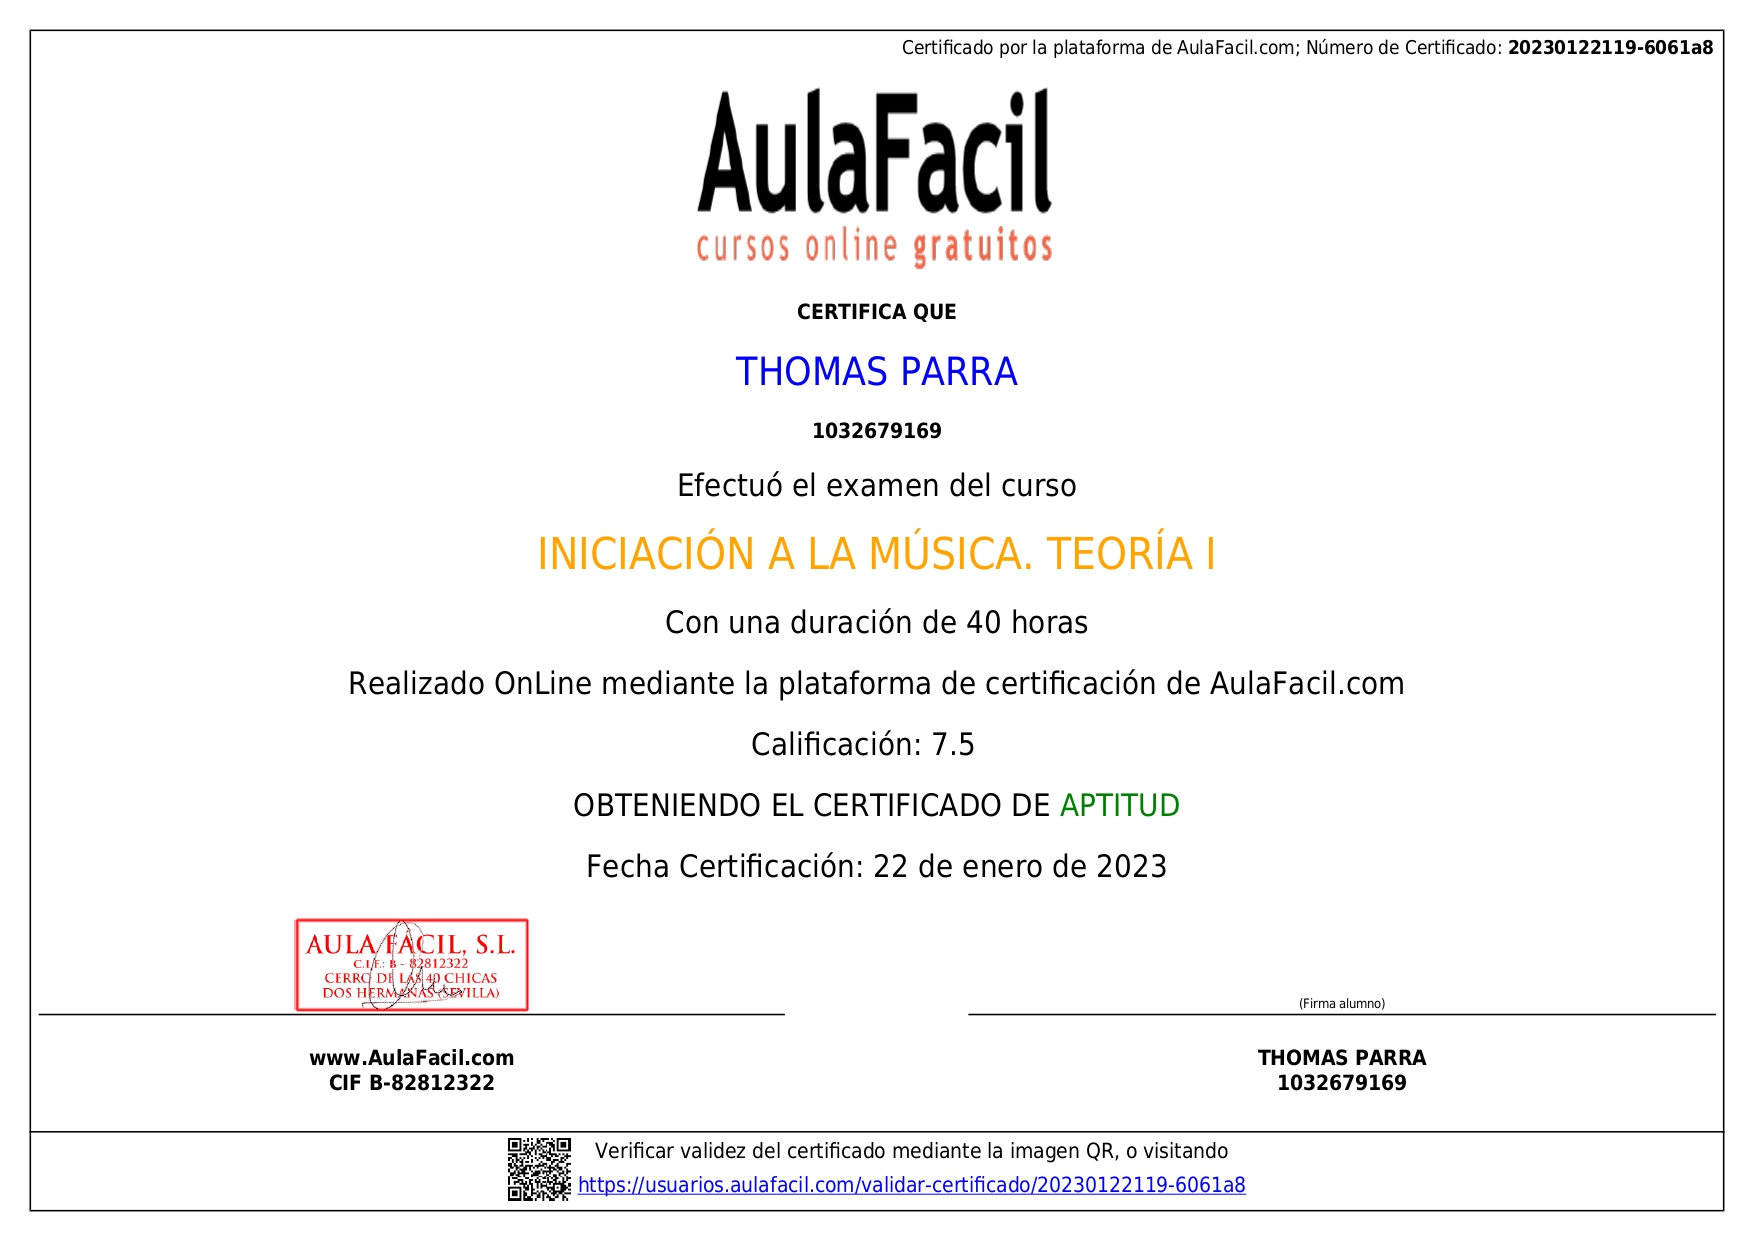 Certificado por la plataforma de AulaFacil.com; Número de Certificado: 20230122119-6061a8
AulaFacil
cursos online gratuitos
CERTIFICA QUE
THOMAS PARRA
1032679169
Efectuó el examen del curso
INICIACIÓN A LA MÚSICA. TEORÍA I
Con una duración de 40 horas
Realizado OnLine mediante la plataforma de certificación de AulaFacil.com
Calificación: 7.5
OBTENIENDO EL CERTIFICADO DE APTITUD
Fecha Certificación: 22 de enero de 2023
AULA FACIL, S.L.
C.I.F.: B - 82812322
CERRO DE LAS 40 CHICAS
DOS HERMANAS (SEVILLA)
(Firma alumno)
www.AulaFacil.com
CIF B-82812322
THOMAS PARRA
1032679169
Verificar validez del certificado mediante la imagen QR, o visitando
https://usuarios.aulafacil.com/validar-certificado/20230122119-6061a8